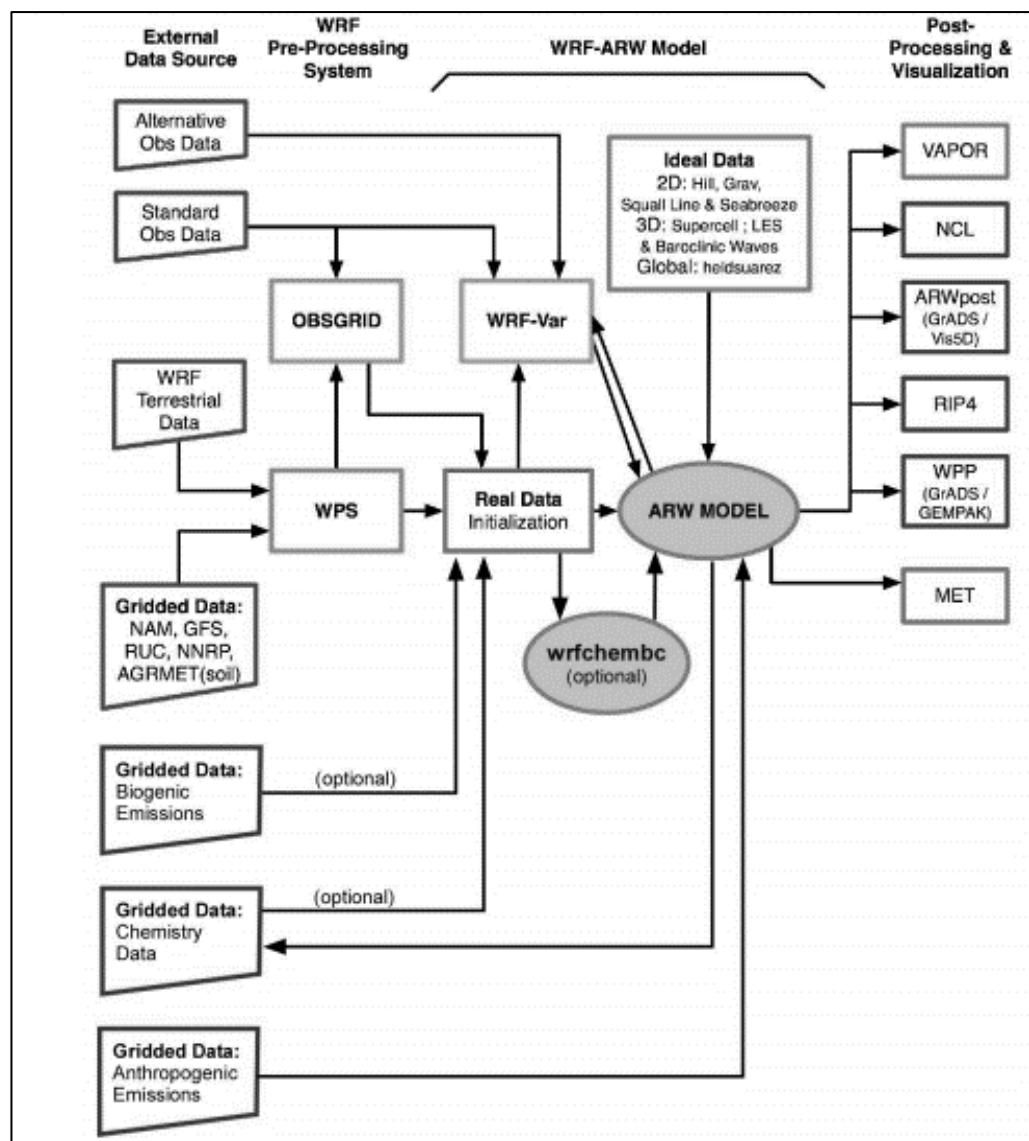 External
Data Source
WRF
Pre-Processing
System
WRF-ARW Model
Post-
Processing &
Visualization
Alternative
Obs Data
Standard
Obs Data
WRF
Terrestrial
Data
Gridded Data:
NAM, GFS,
RUC, NNRP,
AGRMET(soil)
Gridded Data:
Biogenic
Emissions
Gridded Data:
Chemistry
Data
Gridded Data:
Anthropogenic
Emissions
(optional)
(optional)
OBSGRID
WPS
WRF-Var
Real Data
Initialization
wrfchembc
(optional)
Ideal Data
2D: Hill, Grav,
Squall Line & Seabreeze
3D: Supercell ; LES
& Baroclinic Waves
Global: heldsuarez
ARW MODEL
VAPOR
NCL
ARWpost
(GrADS /
Vis5D)
RIP4
WPP
(GrADS /
GEMPAK)
MET